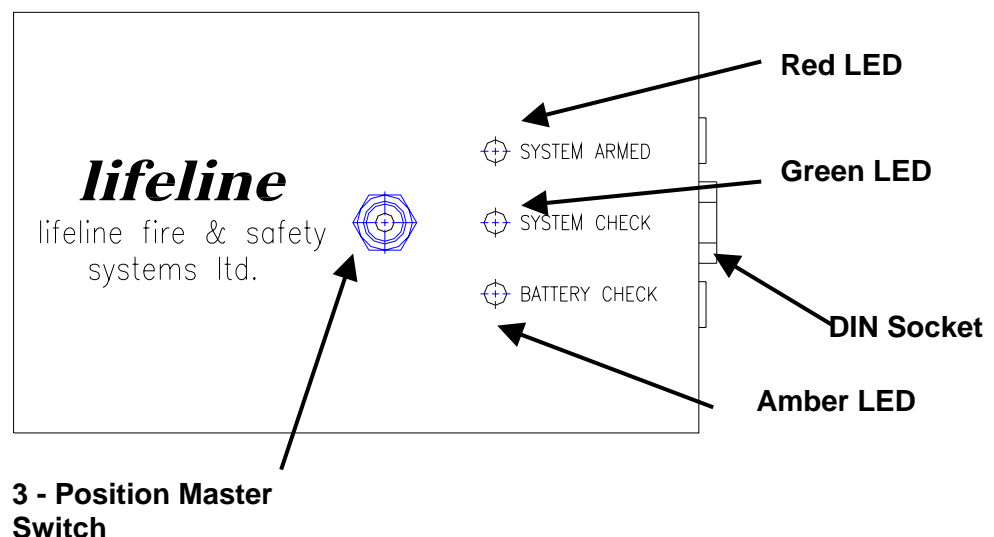 Red LED
SYSTEM ARMED
lifeline
Green LED
SYSTEM CHECK
lifeline fire & safety
systems ltd.
BATTERY CHECK
DIN Socket
Amber LED
3 - Position Master
Switch